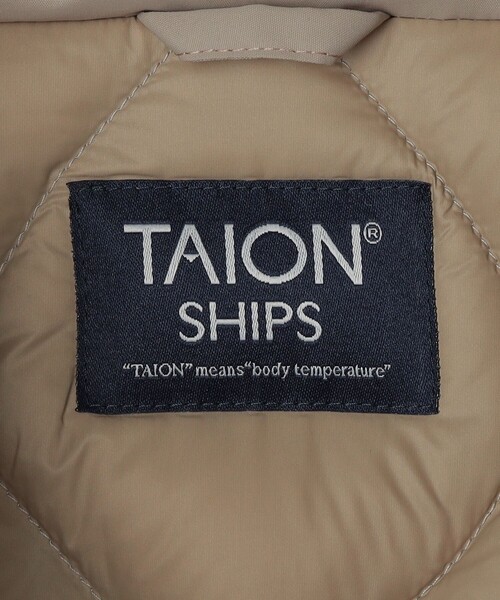 TAION®
SHIPS
"TAION" means "body temperature"